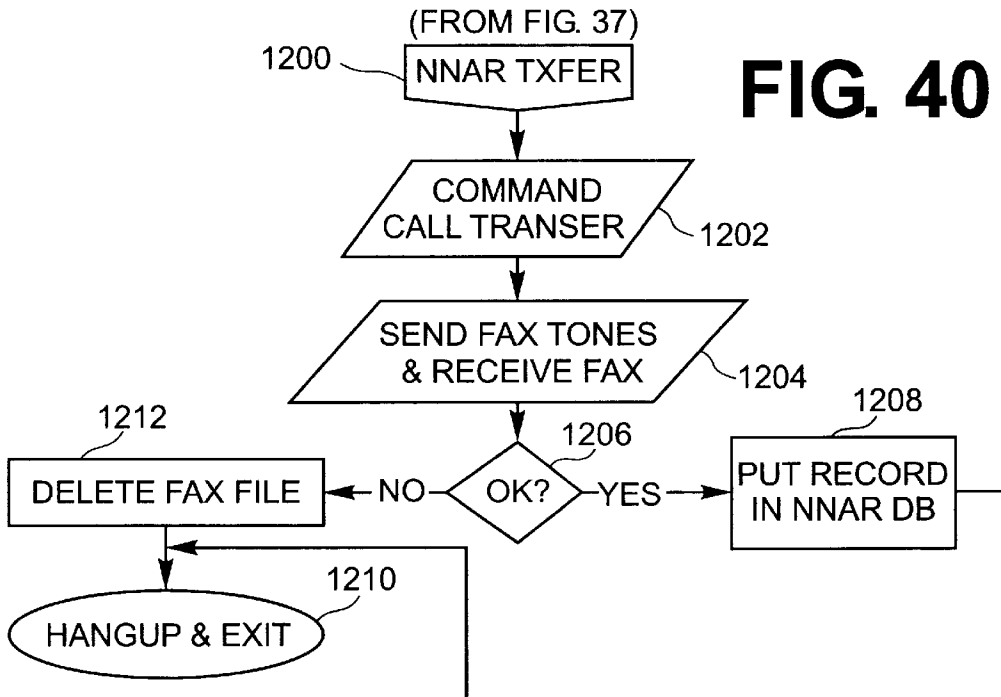 (FROM FIG. 37)
1200
NNAR TXFER
FIG. 40
COMMAND
CALL TRANSER
1202
SEND FAX TONES
& RECEIVE FAX
1204
1212
1206
1208
DELETE FAX FILE
NO
OK?
YES
PUT RECORD
IN NNAR DB
1210
HANGUP & EXIT